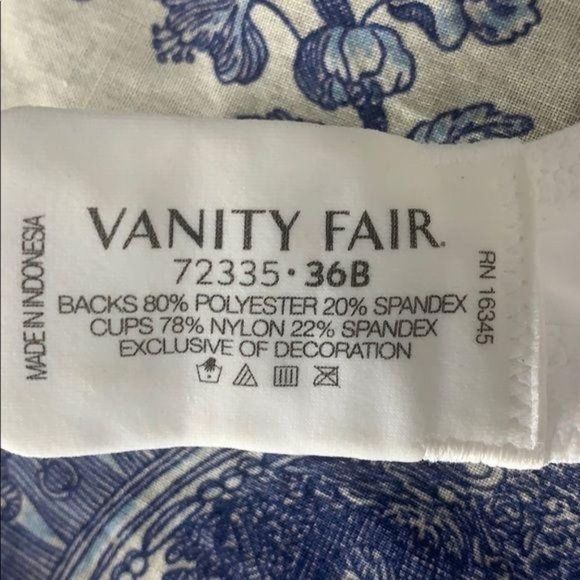 VANITY FAIR.
72335 • 36B
BACKS 80% POLYESTER 20% SPANDEX
CUPS 78% NYLON 22% SPANDEX
EXCLUSIVE OF DECORATION
MADE IN INDONESIA
RN 16345